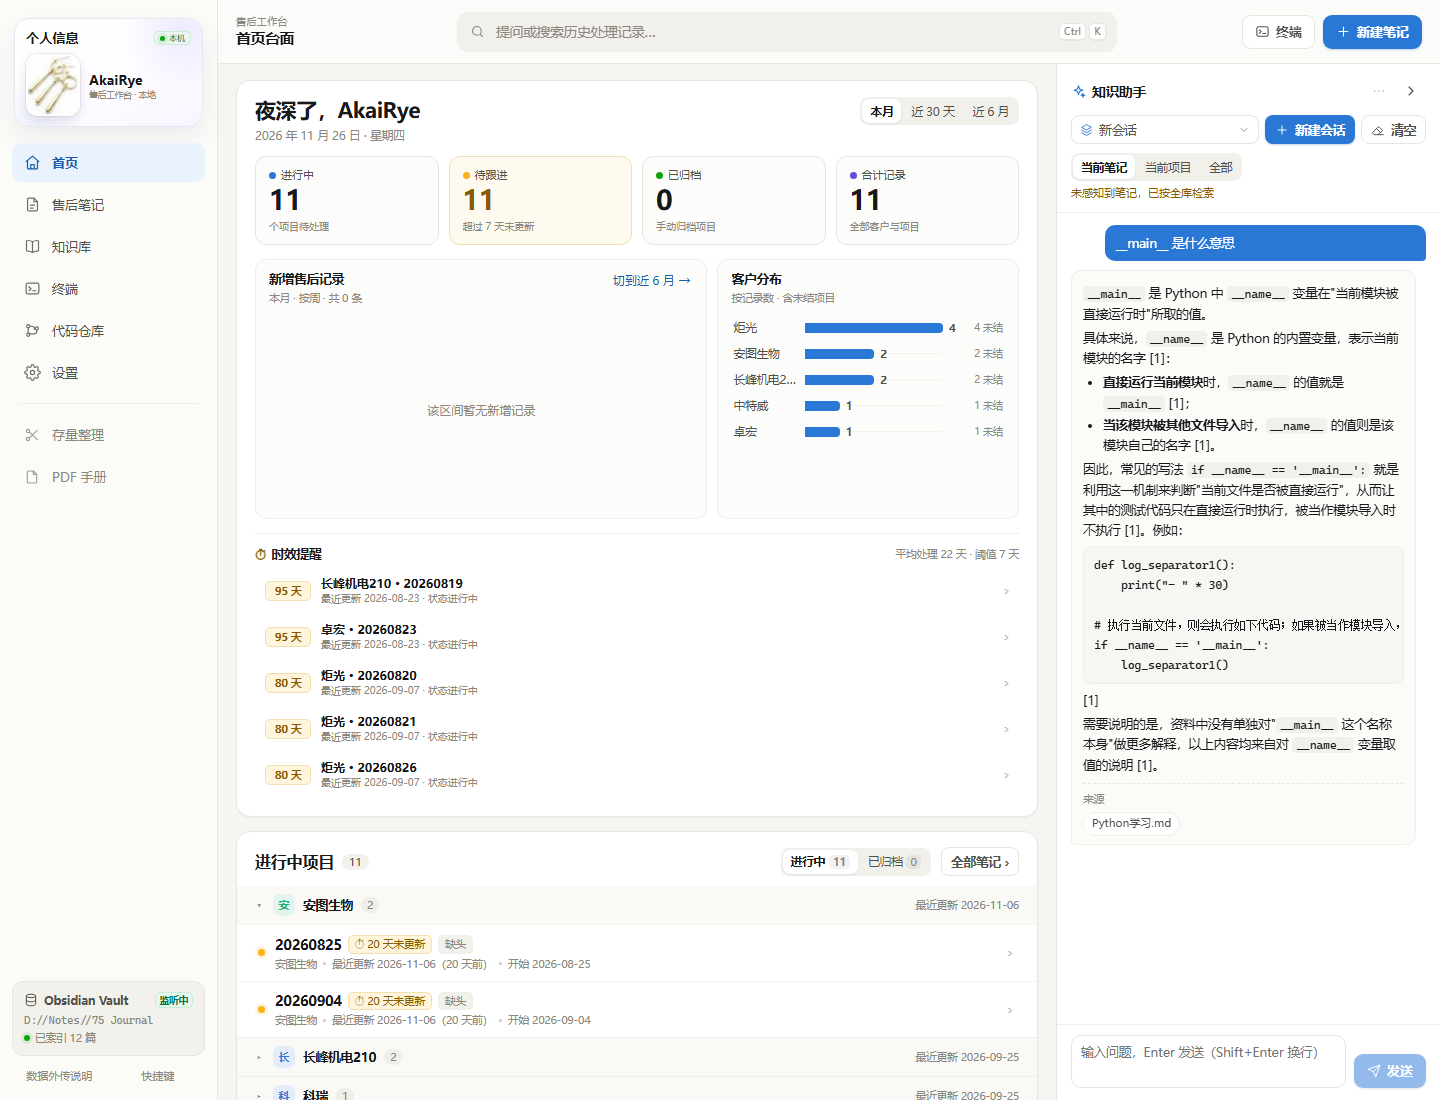 个人信息
本机
AkaiRye
售后工作台 · 本地
首页
售后笔记
知识库
终端
代码仓库
设置
存量整理
PDF 手册
Obsidian Vault
监听中
D://Notes//75 Journal
已索引 12 篇
数据外传说明
快捷键
售后工作台
首页台面
提问或搜索历史处理记录...
Ctrl K
终端
新建笔记
夜深了，AkaiRye
2026 年 11 月 26 日 · 星期四
本月 近 30 天 近 6 月
进行中
11
个项目待处理
待跟进
11
超过 7 天未更新
已归档
0
手动归档项目
合计记录
11
全部客户与项目
新增售后记录
切到近 6 月 →
本月 · 按周 · 共 0 条
该区间暂无新增记录
客户分布
按记录数 · 含未结项目
炬光 4 4 未结
安图生物 2 2 未结
长峰机电2... 2 2 未结
中特威 1 1 未结
卓宏 1 1 未结
时效提醒
平均处理 22 天 · 阈值 7 天
95 天
长峰机电210 • 20260819
最近更新 2026-08-23 · 状态进行中
95 天
卓宏 • 20260823
最近更新 2026-08-23 · 状态进行中
80 天
炬光 • 20260820
最近更新 2026-09-07 · 状态进行中
80 天
炬光 • 20260821
最近更新 2026-09-07 · 状态进行中
80 天
炬光 • 20260826
最近更新 2026-09-07 · 状态进行中
进行中项目 11
进行中 11 已归档 0
全部笔记 ›
安 安图生物 2
最近更新 2026-11-06
20260825 20 天未更新 缺头
安图生物 • 最近更新 2026-11-06（20 天前） • 开始 2026-08-25
20260904 20 天未更新 缺头
安图生物 • 最近更新 2026-11-06（20 天前） • 开始 2026-09-04
长 长峰机电210 2
最近更新 2026-09-25
科 科瑞 1
最近更新 2026-09-25
知识助手
新会话
新建会话
清空
当前笔记 当前项目 全部
未感知到笔记，已按全库检索
__main__ 是什么意思
__main__ 是 Python 中 __name__ 变量在"当前模块被
直接运行时"所取的值。
具体来说， __name__ 是 Python 的内置变量，表示当前
模块的名字 [1]：
• 直接运行当前模块时， __name__ 的值就是
__main__ [1]；
• 当该模块被其他文件导入时， __name__ 的值则是该
模块自己的名字 [1]。
因此，常见的写法 if __name__ == '__main__': 就是
利用这一机制来判断"当前文件是否被直接运行"，从而让
其中的测试代码只在直接运行时执行，被当作模块导入时
不执行 [1]。例如：
def log_separator1():
print("- " * 30)
# 执行当前文件，则会执行如下代码；如果被当作模块导入，
if __name__ == '__main__':
log_separator1()
[1]
需要说明的是，资料中没有单独对"__main__ 这个名称
本身"做更多解释，以上内容均来自对 __name__ 变量取
值的说明 [1]。
来源
Python学习.md
输入问题，Enter 发送（Shift+Enter 换行）
发送